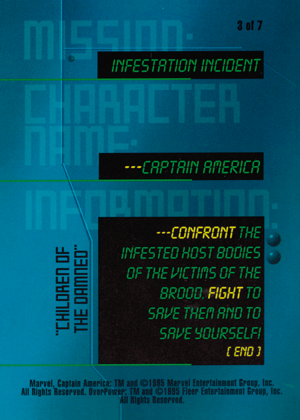 3 of 7
MISSION:
INFESTATION INCIDENT
CHARACTER
NAME:
---CAPTAIN AMERICA
INFORMATION:
---CONFRONT THE
INFESTED HOST BODIES
OF THE VICTIMS OF THE
BROOD. FIGHT TO
SAVE THEM AND TO
SAVE YOURSELF!
[ END ]
"CHILDREN OF
THE DAMNED"
Marvel, Captain America: TM and ©1995 Marvel Entertainment Group, Inc.
All Rights Reserved. OverPower: TM and ©1995 Fleer Entertainment Group, Inc.
All Rights Reserved.